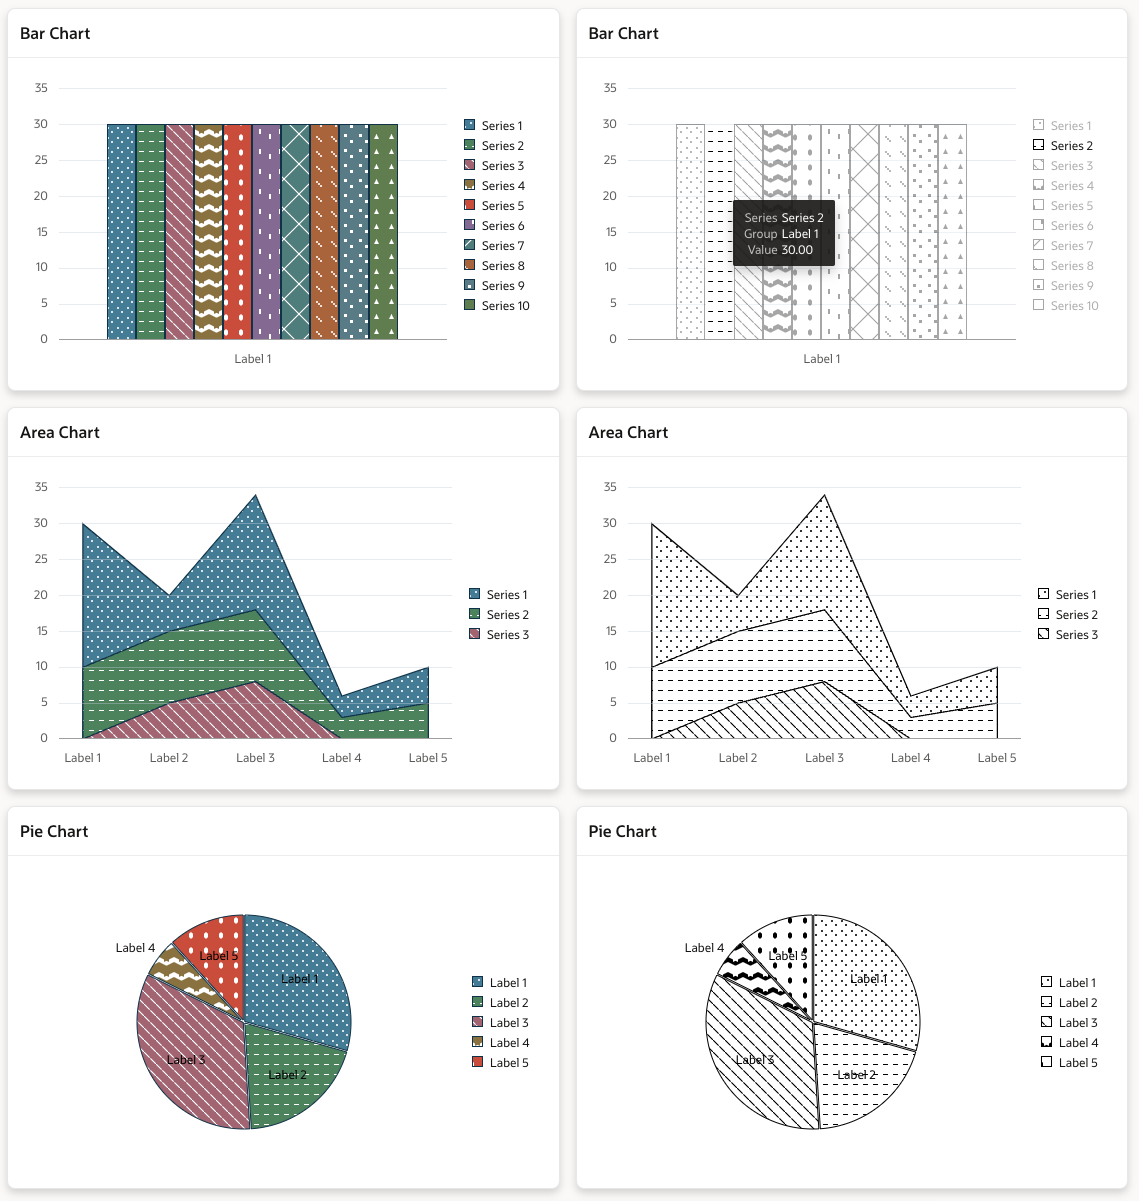 Bar Chart
35
30
25
20
15
10
5
0
Label 1
Series 1
Series 2
Series 3
Series 4
Series 5
Series 6
Series 7
Series 8
Series 9
Series 10
Bar Chart
35
30
25
20
15
10
5
0
Label 1
Series Series 2
Group Label 1
Value 30.00
Series 1
Series 2
Series 3
Series 4
Series 5
Series 6
Series 7
Series 8
Series 9
Series 10
Area Chart
35
30
25
20
15
10
5
0
Label 1 Label 2 Label 3 Label 4 Label 5
Series 1
Series 2
Series 3
Area Chart
35
30
25
20
15
10
5
0
Label 1 Label 2 Label 3 Label 4 Label 5
Series 1
Series 2
Series 3
Pie Chart
Label 4
Label 5
Label 1
Label 3
Label 2
Label 1
Label 2
Label 3
Label 4
Label 5
Pie Chart
Label 4
Label 5
Label 1
Label 3
Label 2
Label 1
Label 2
Label 3
Label 4
Label 5